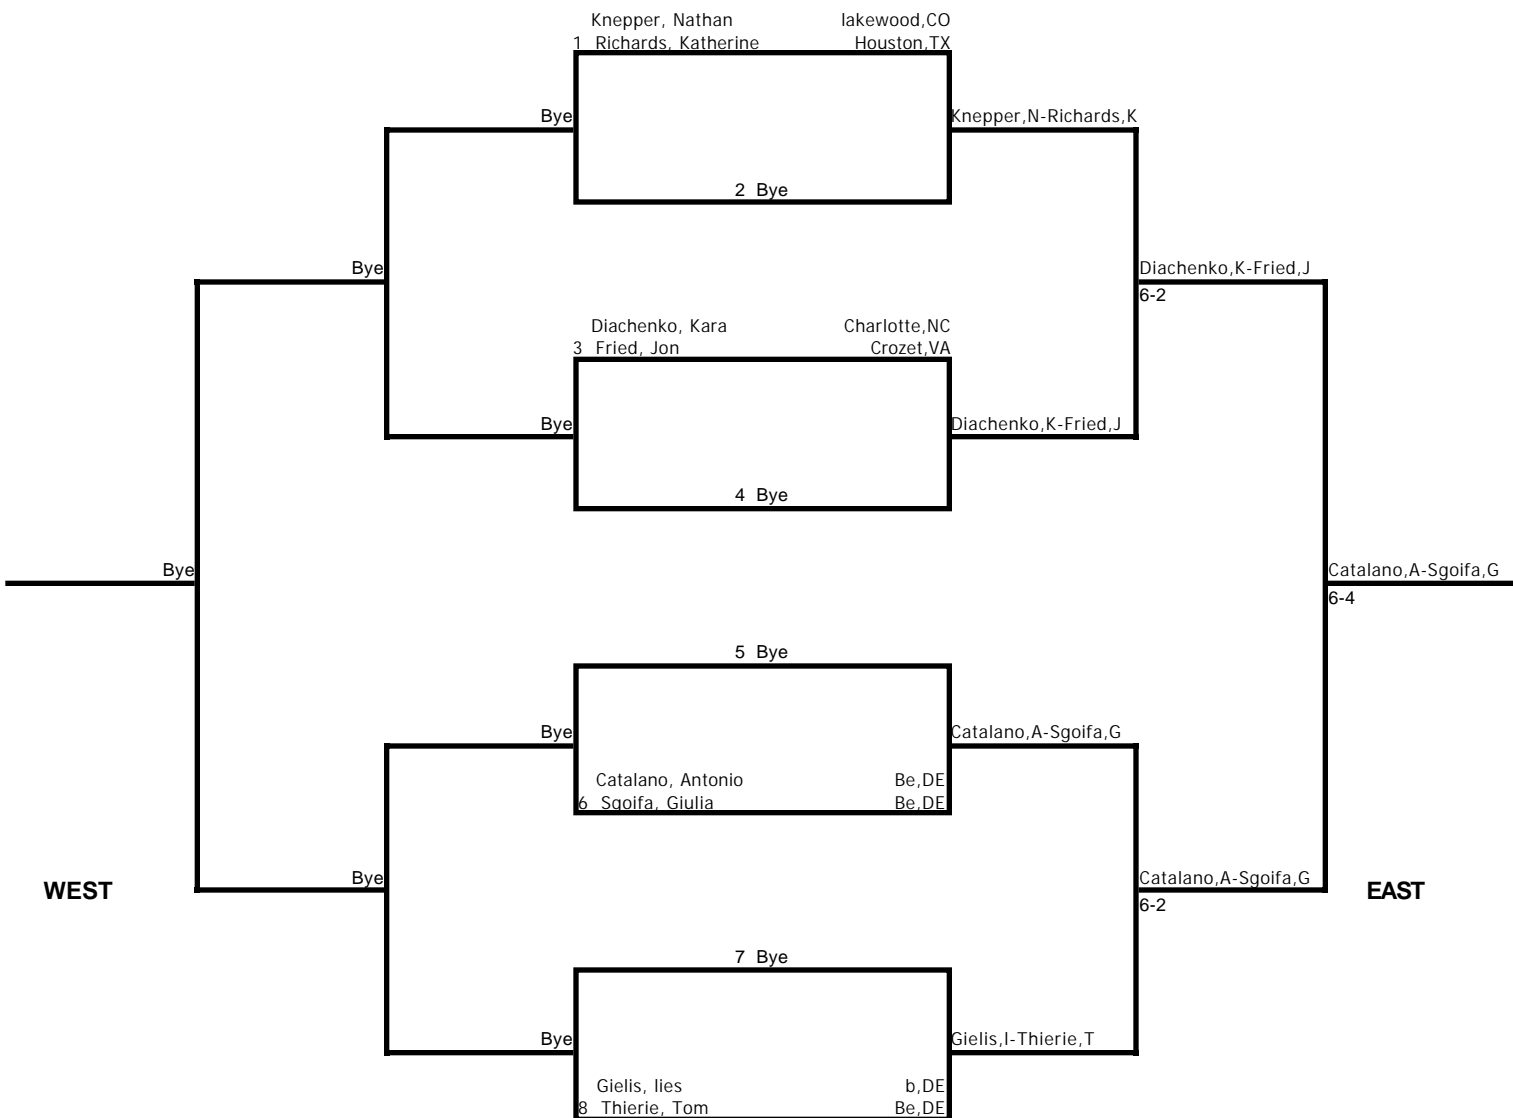 Knepper, Nathan lakewood,CO
1 Richards, Katherine Houston,TX
Bye Knepper,N-Richards,K
2 Bye
Bye Diachenko,K-Fried,J
6-2
Diachenko, Kara Charlotte,NC
3 Fried, Jon Crozet,VA
Bye Diachenko,K-Fried,J
4 Bye
Bye Catalano,A-Sgoifa,G
6-4
5 Bye
Bye Catalano,A-Sgoifa,G
Catalano, Antonio Be,DE
6 Sgoifa, Giulia Be,DE
WEST Bye Catalano,A-Sgoifa,G EAST
6-2
7 Bye
Bye Gielis,l-Thierie,T
Gielis, lies b,DE
8 Thierie, Tom Be,DE